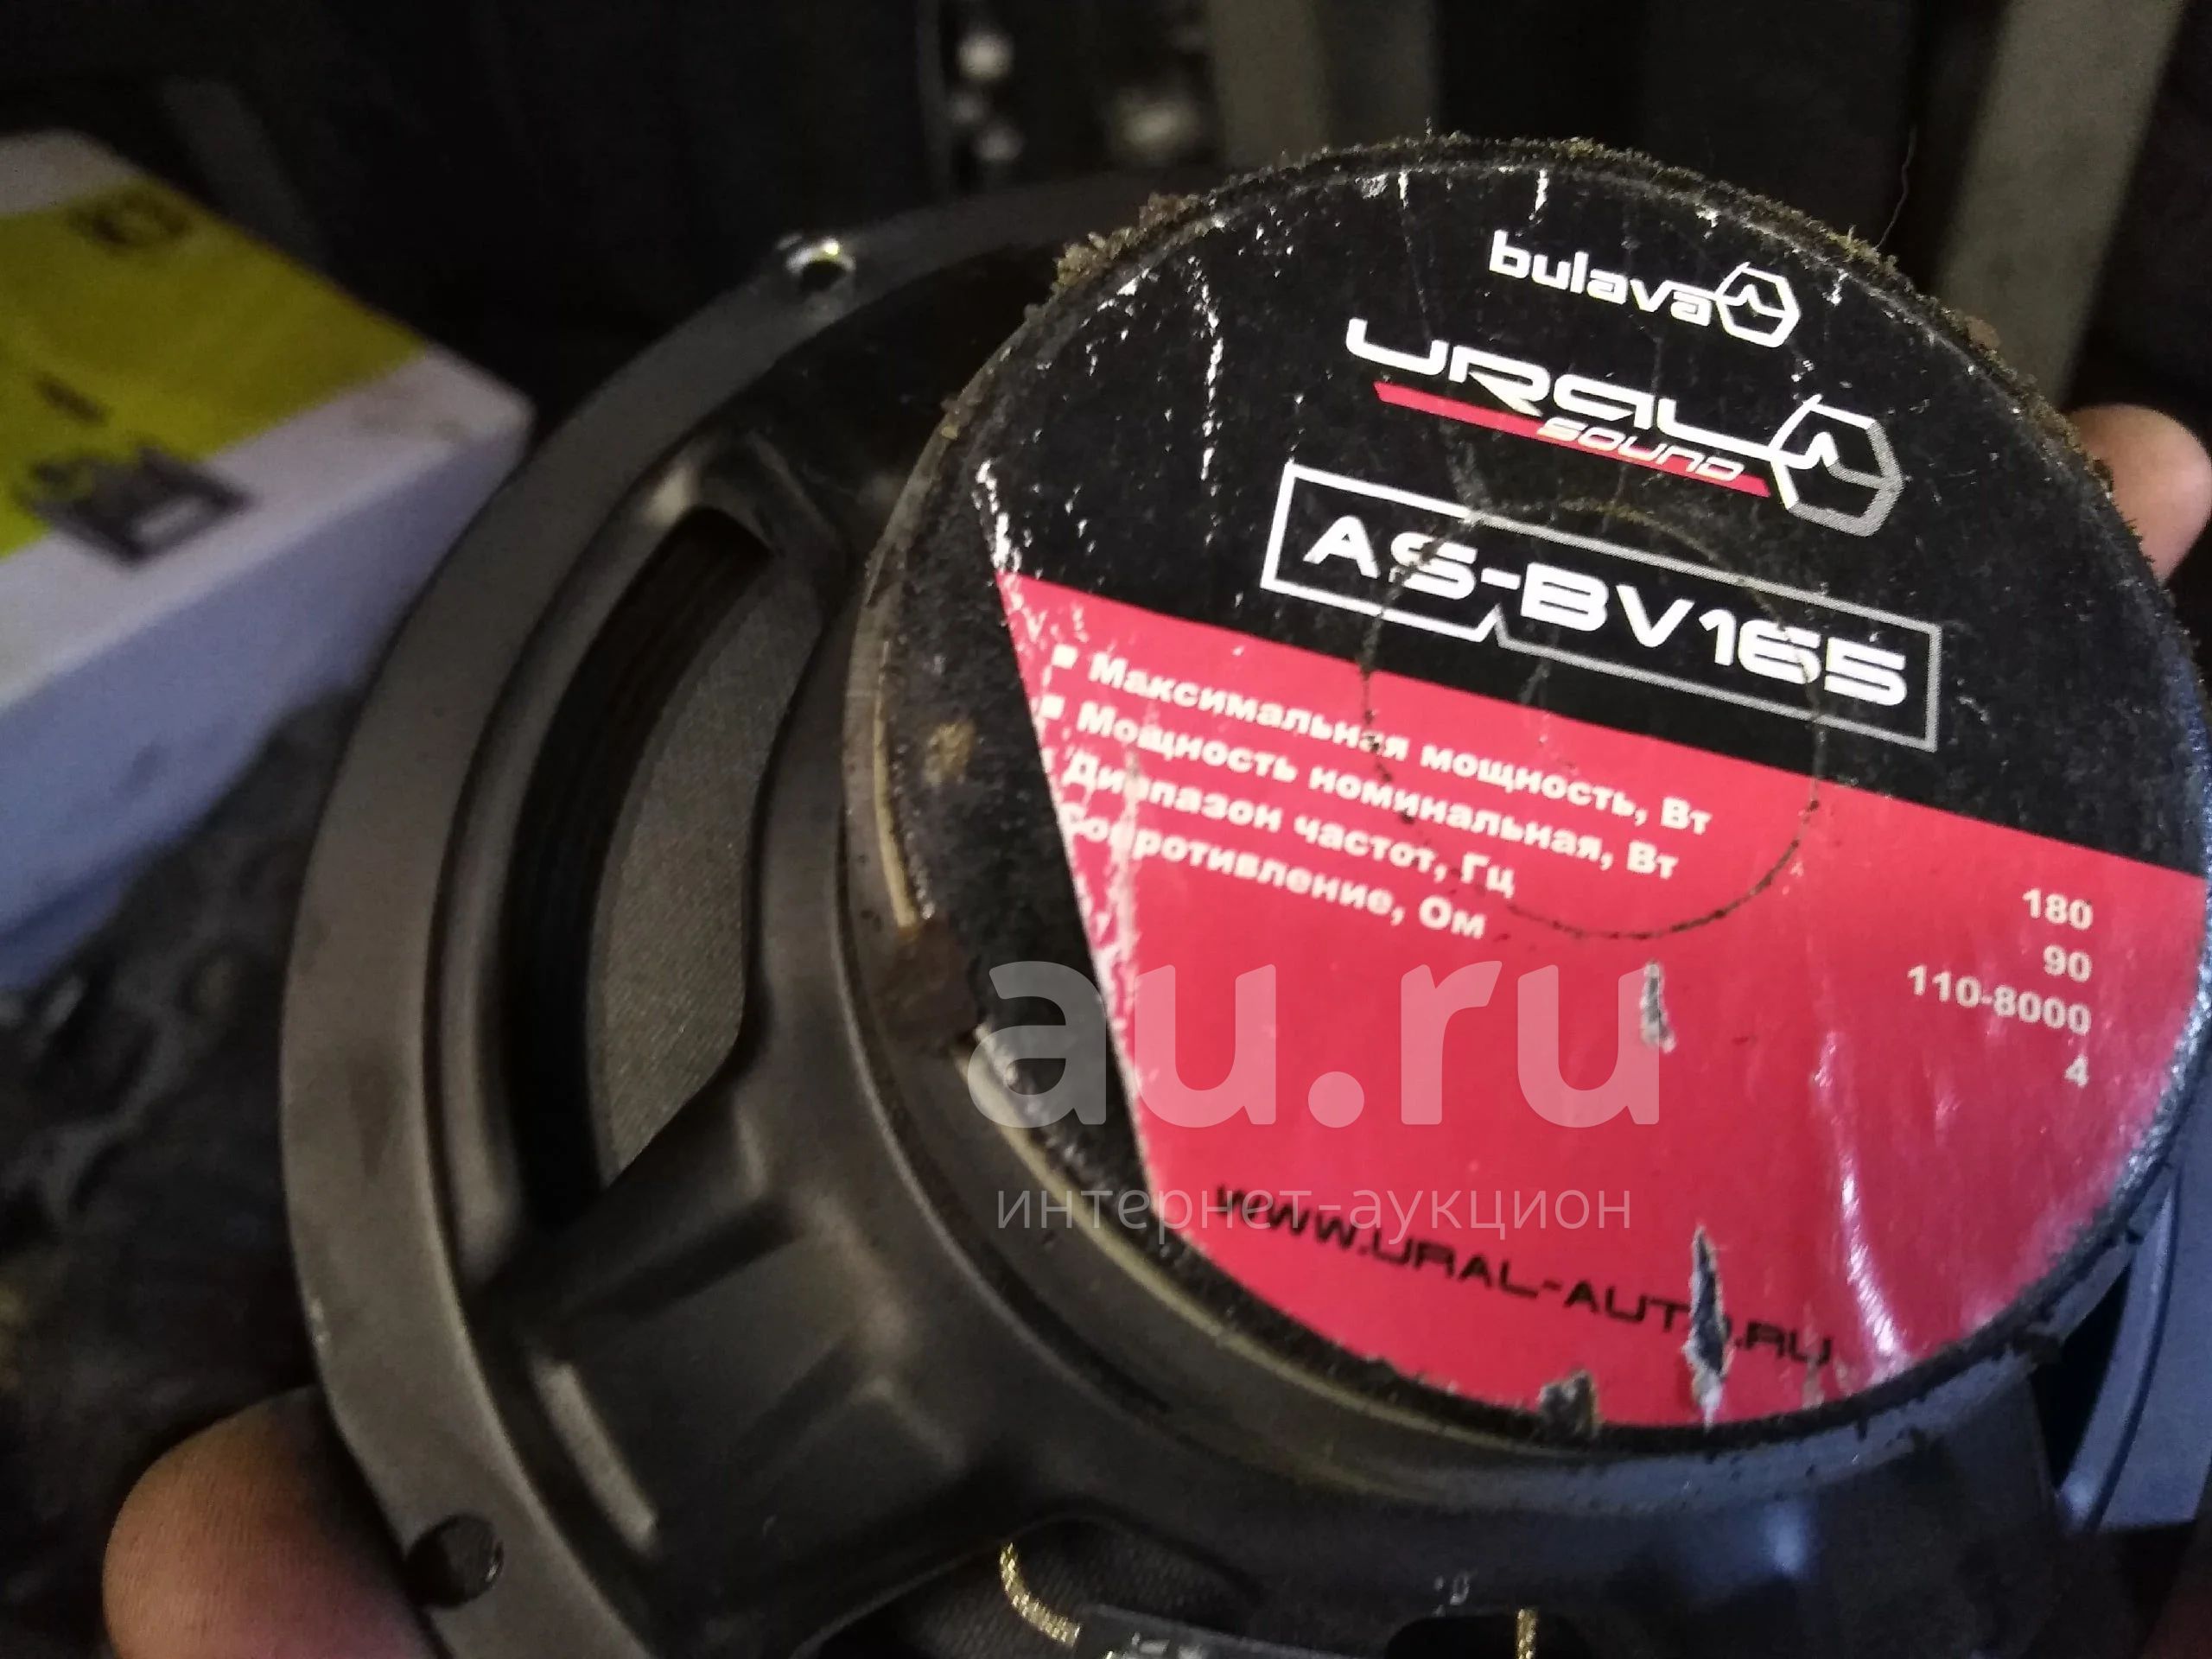 bulava
URAL
SOUND
AS-BV165
Максимальная мощность, Вт 180
Мощность номинальная, Вт 90
Диапазон частот, Гц 110-8000
Сопротивление, Ом 4
au.ru
интернет-аукцион
WWW.URAL-AUTO.RU